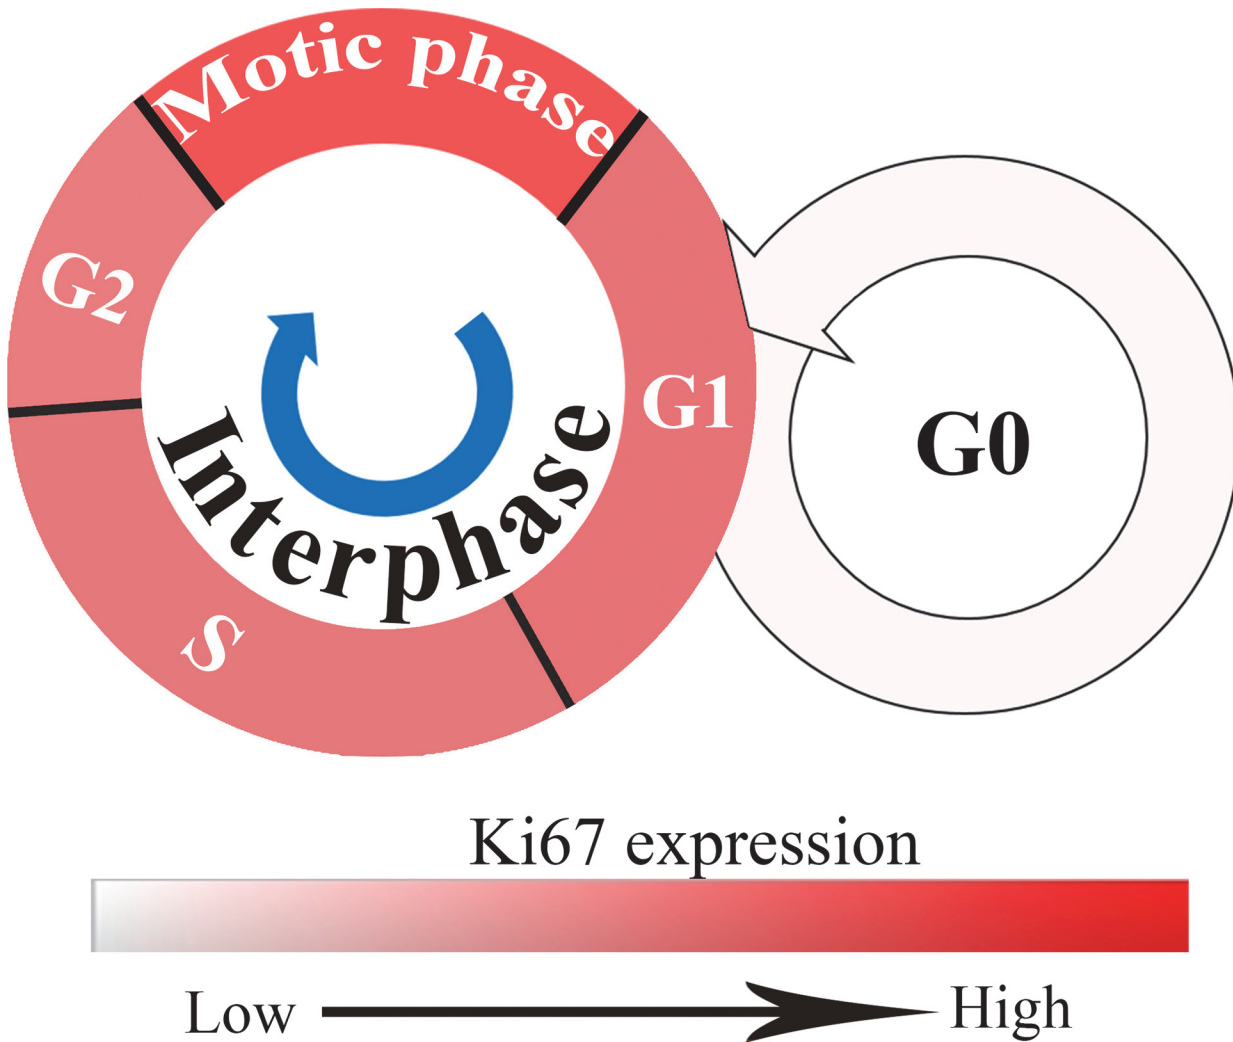 Motic phase
G2
G1
G0
Interphase
S
Ki67 expression
Low
High